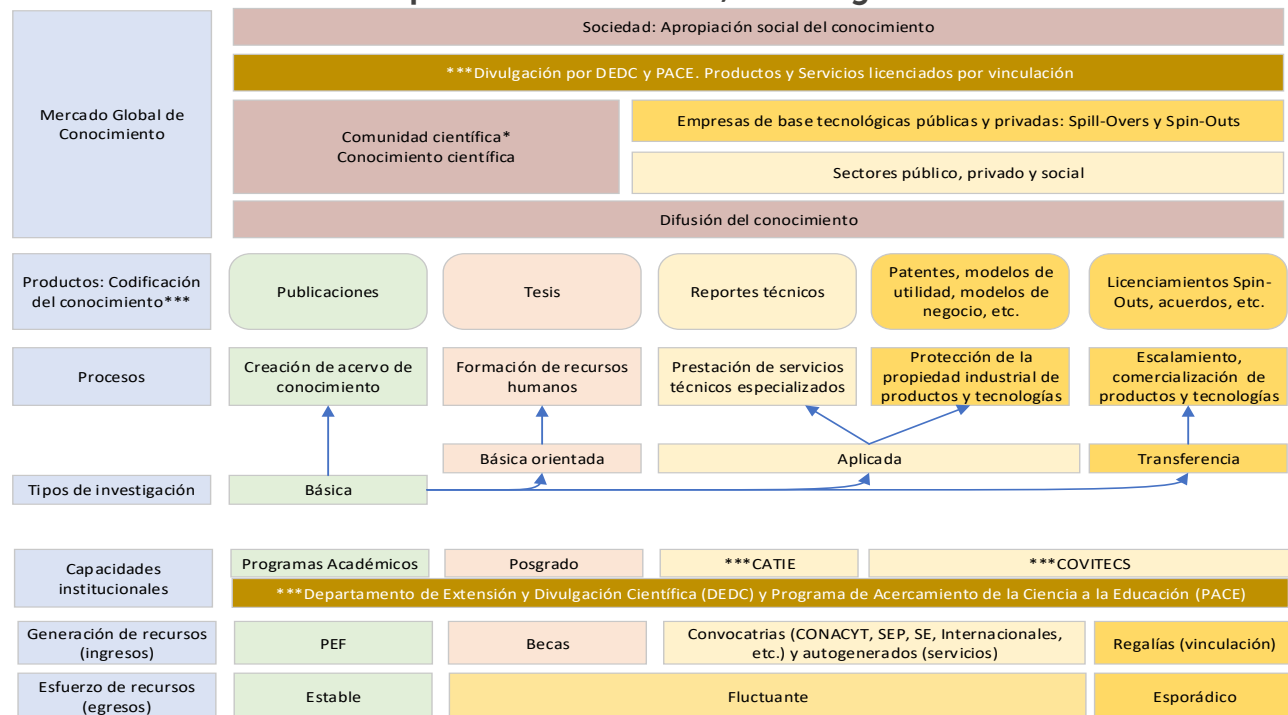 Sociedad: Apropiación social del conocimiento
***Divulgación por DEDC y PACE. Productos y Servicios licenciados por vinculación
Mercado Global de
Conocimiento
Comunidad científica*
Conocimiento científica
Empresas de base tecnológicas públicas y privadas: Spill-Overs y Spin-Outs
Sectores público, privado y social
Difusión del conocimiento
Productos: Codificación
del conocimiento***
Publicaciones
Tesis
Reportes técnicos
Patentes, modelos de
utilidad, modelos de
negocio, etc.
Licenciamientos Spin-
Outs, acuerdos, etc.
Procesos
Creación de acervo de
conocimiento
Formación de recursos
humanos
Prestación de servicios
técnicos especializados
Protección de la
propiedad industrial de
productos y tecnologías
Escalamiento,
comercialización de
productos y tecnologías
Básica orientada
Aplicada
Transferencia
Tipos de investigación
Básica
Capacidades
institucionales
Programas Académicos
Posgrado
***CATIE
***COVITECS
***Departamento de Extensión y Divulgación Científica (DEDC) y Programa de Acercamiento de la Ciencia a la Educación (PACE)
Generación de recursos
(ingresos)
PEF
Becas
Convocatrias (CONACYT, SEP, SE, Internacionales,
etc.) y autogenerados (servicios)
Regalías (vinculación)
Esfuerzo de recursos
(egresos)
Estable
Fluctuante
Esporádico